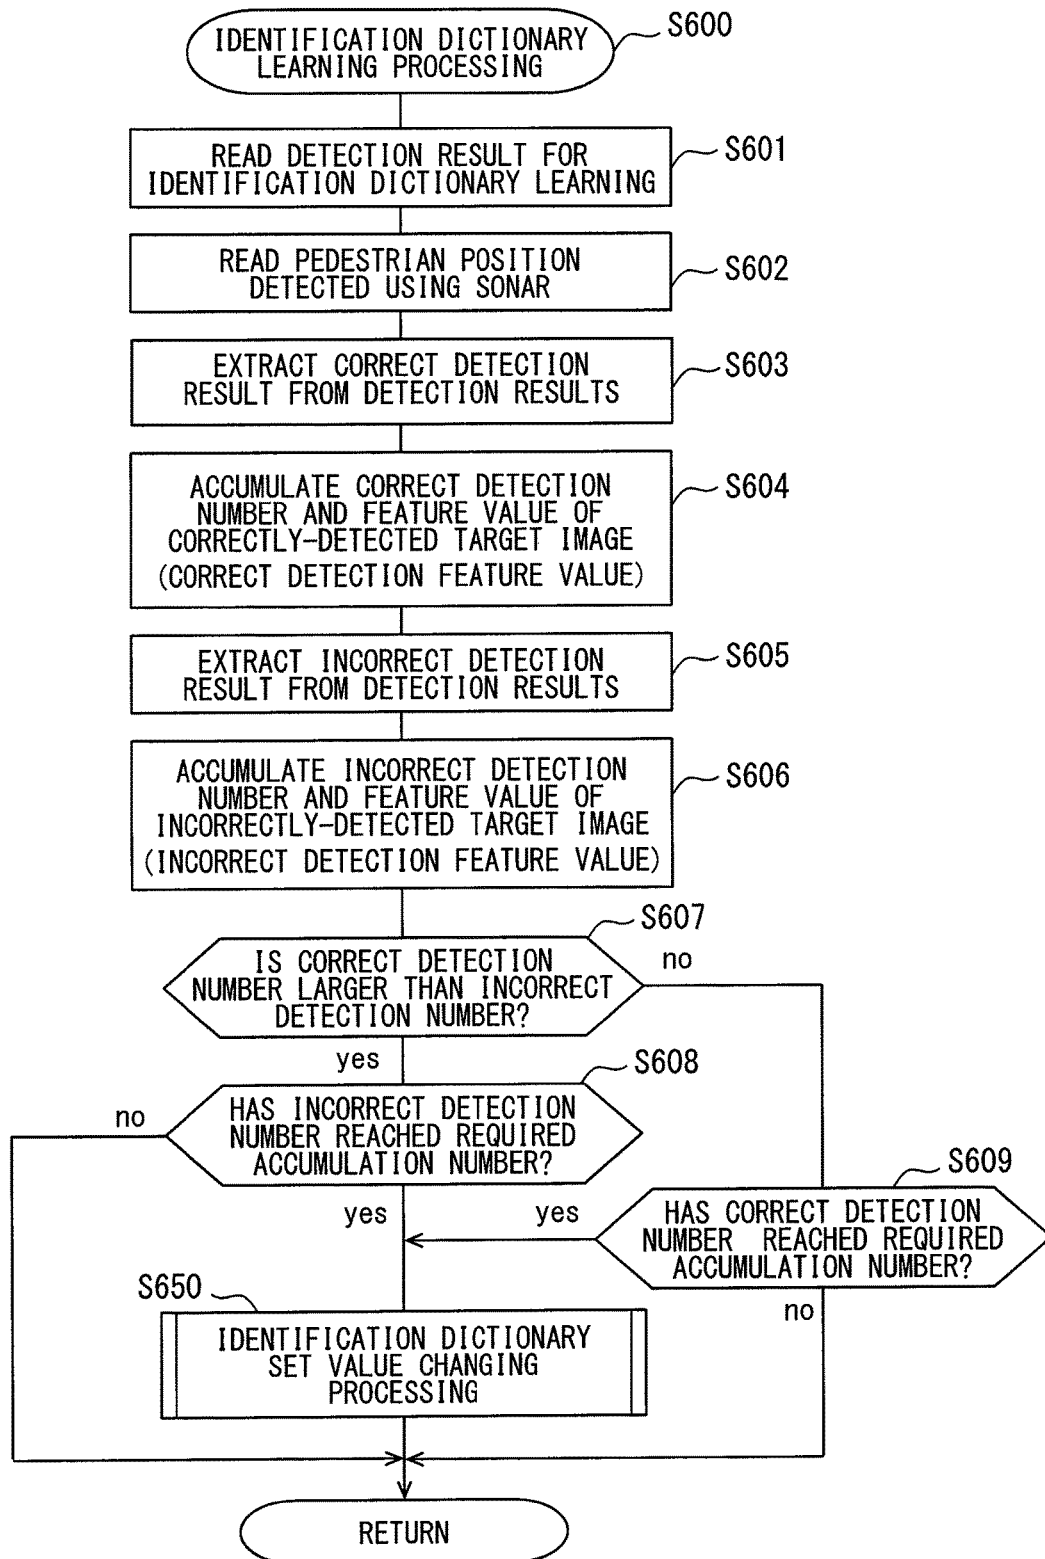 IDENTIFICATION DICTIONARY
LEARNING PROCESSING
S600
READ DETECTION RESULT FOR
IDENTIFICATION DICTIONARY LEARNING
S601
READ PEDESTRIAN POSITION
DETECTED USING SONAR
S602
EXTRACT CORRECT DETECTION
RESULT FROM DETECTION RESULTS
S603
ACCUMULATE CORRECT DETECTION
NUMBER AND FEATURE VALUE OF
CORRECTLY-DETECTED TARGET IMAGE
(CORRECT DETECTION FEATURE VALUE)
S604
EXTRACT INCORRECT DETECTION
RESULT FROM DETECTION RESULTS
S605
ACCUMULATE INCORRECT DETECTION
NUMBER AND FEATURE VALUE OF
INCORRECTLY-DETECTED TARGET IMAGE
(INCORRECT DETECTION FEATURE VALUE)
S606
S607
IS CORRECT DETECTION
NUMBER LARGER THAN INCORRECT
DETECTION NUMBER?
no
yes
S608
no
HAS INCORRECT DETECTION
NUMBER REACHED REQUIRED
ACCUMULATION NUMBER?
yes
S609
yes
HAS CORRECT DETECTION
NUMBER REACHED REQUIRED
ACCUMULATION NUMBER?
no
S650
IDENTIFICATION DICTIONARY
SET VALUE CHANGING
PROCESSING
RETURN